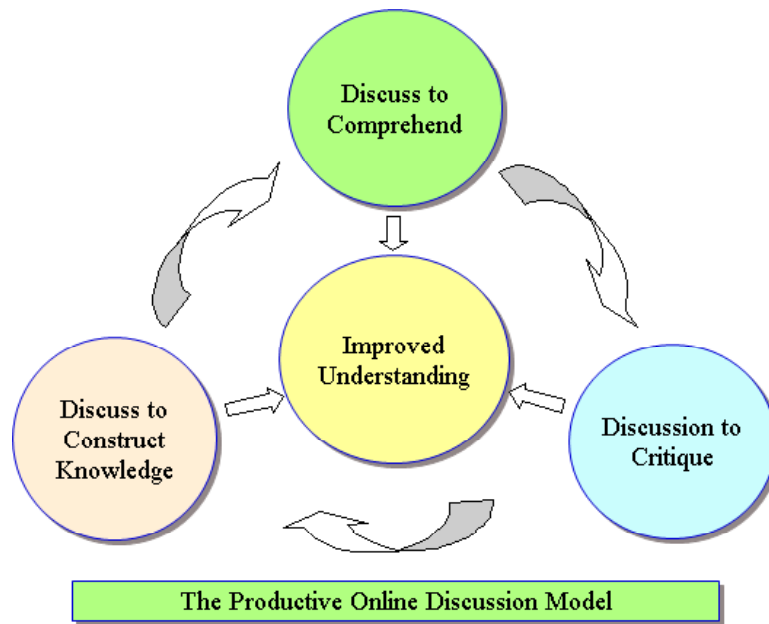 Discuss to
Comprehend
Improved
Understanding
Discuss to
Construct
Knowledge
Discussion to
Critique
The Productive Online Discussion Model